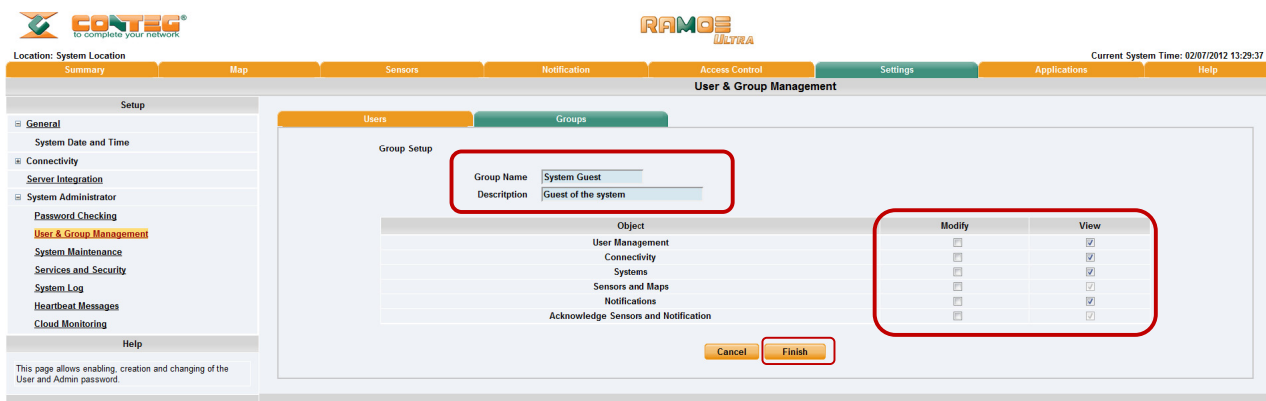 CONTEG®
to complete your network
RAMOS
ULTRA
Location: System Location
Current System Time: 02/07/2012 13:29:37
Summary Map Sensors Notification Access Control Settings Applications Help
User & Group Management
Setup
General
System Date and Time
Connectivity
Server Integration
System Administrator
Password Checking
User & Group Management
System Maintenance
Services and Security
System Log
Heartbeat Messages
Cloud Monitoring
Help
This page allows enabling, creation and changing of the
User and Admin password.
Users Groups
Group Setup
Group Name System Guest
Descritption Guest of the system
Object Modify View
User Management
Connectivity
Systems
Sensors and Maps
Notifications
Acknowledge Sensors and Notification
Cancel Finish